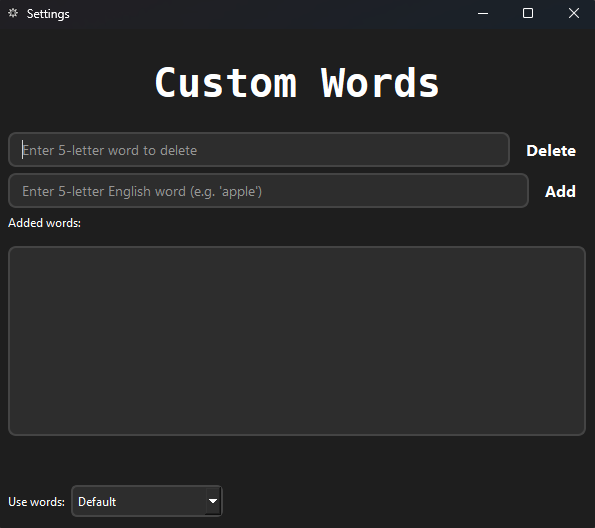 Settings
Custom Words
Enter 5-letter word to delete
Delete
Enter 5-letter English word (e.g. 'apple')
Add
Added words:
Use words:
Default